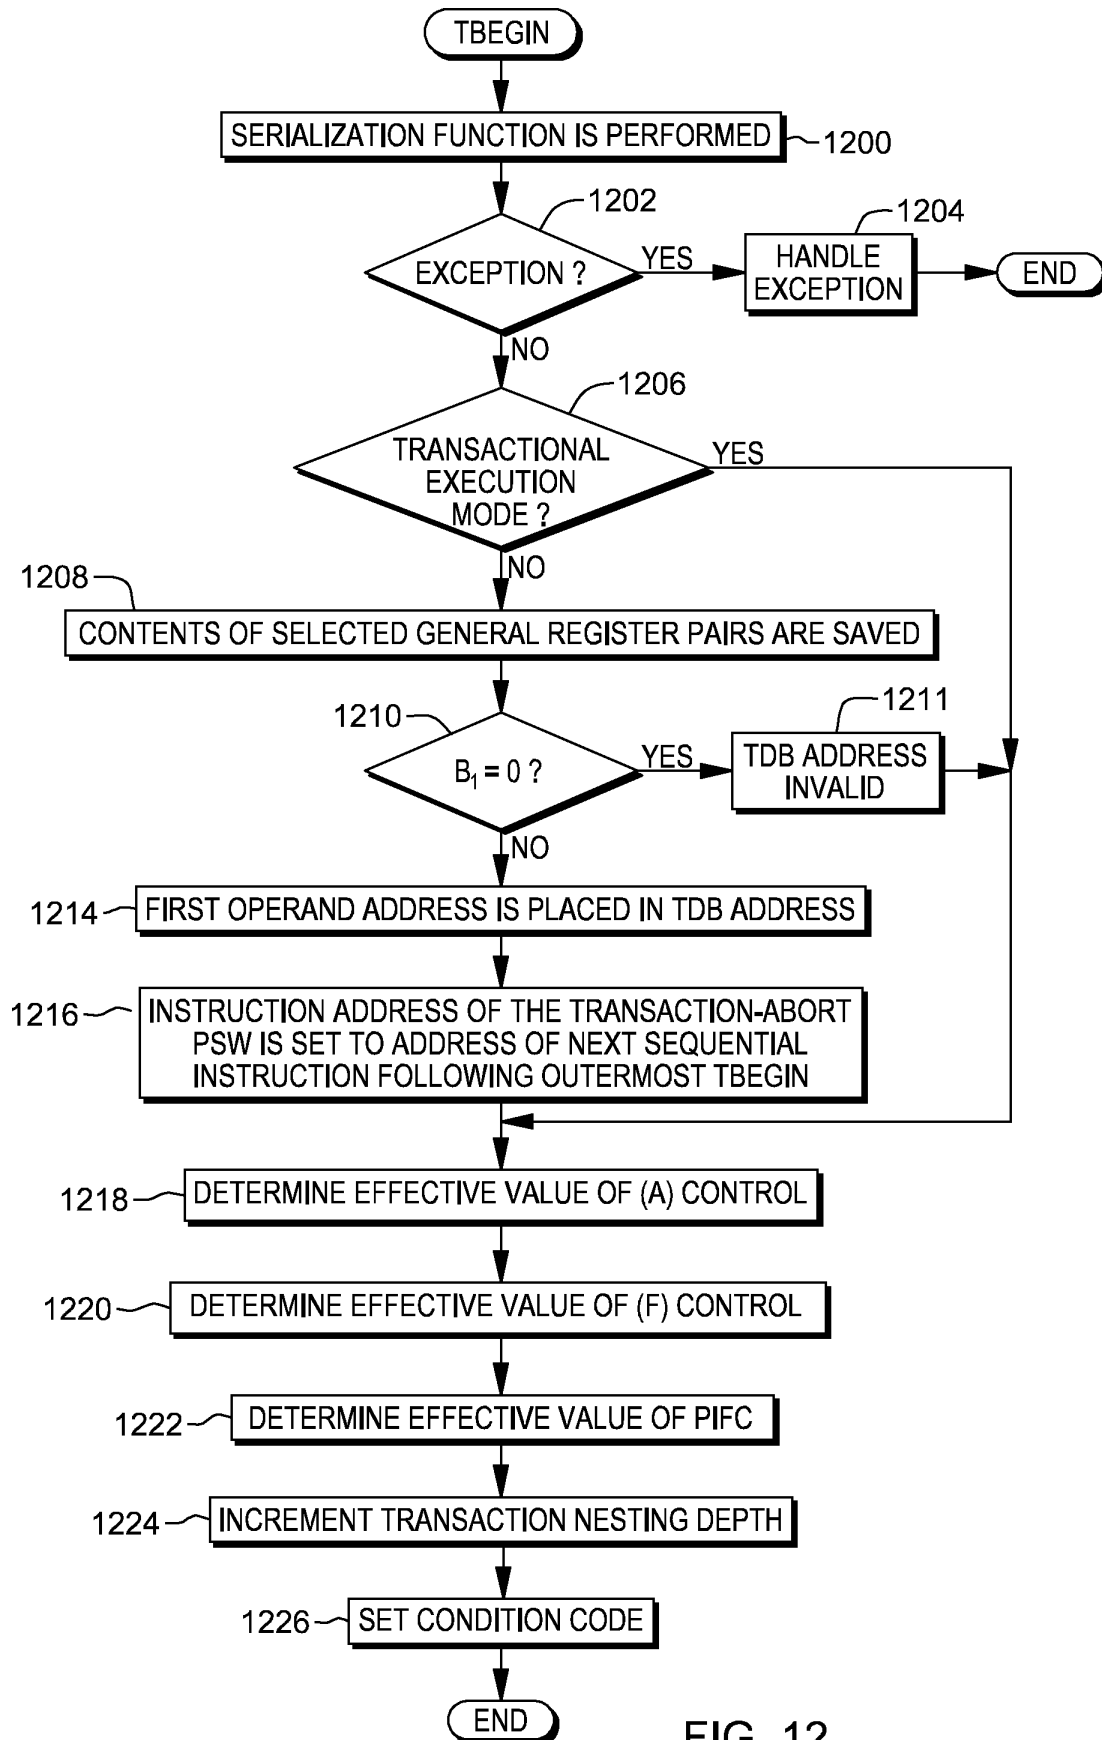 TBEGIN
SERIALIZATION FUNCTION IS PERFORMED
1200
1202
EXCEPTION ?
YES
1204
HANDLE
EXCEPTION
END
NO
1206
TRANSACTIONAL
EXECUTION
MODE ?
YES
NO
1208
CONTENTS OF SELECTED GENERAL REGISTER PAIRS ARE SAVED
1210
B₁ = 0 ?
YES
1211
TDB ADDRESS
INVALID
NO
1214
FIRST OPERAND ADDRESS IS PLACED IN TDB ADDRESS
1216
INSTRUCTION ADDRESS OF THE TRANSACTION-ABORT
PSW IS SET TO ADDRESS OF NEXT SEQUENTIAL
INSTRUCTION FOLLOWING OUTERMOST TBEGIN
1218
DETERMINE EFFECTIVE VALUE OF (A) CONTROL
1220
DETERMINE EFFECTIVE VALUE OF (F) CONTROL
1222
DETERMINE EFFECTIVE VALUE OF PIFC
1224
INCREMENT TRANSACTION NESTING DEPTH
1226
SET CONDITION CODE
END
FIG. 12